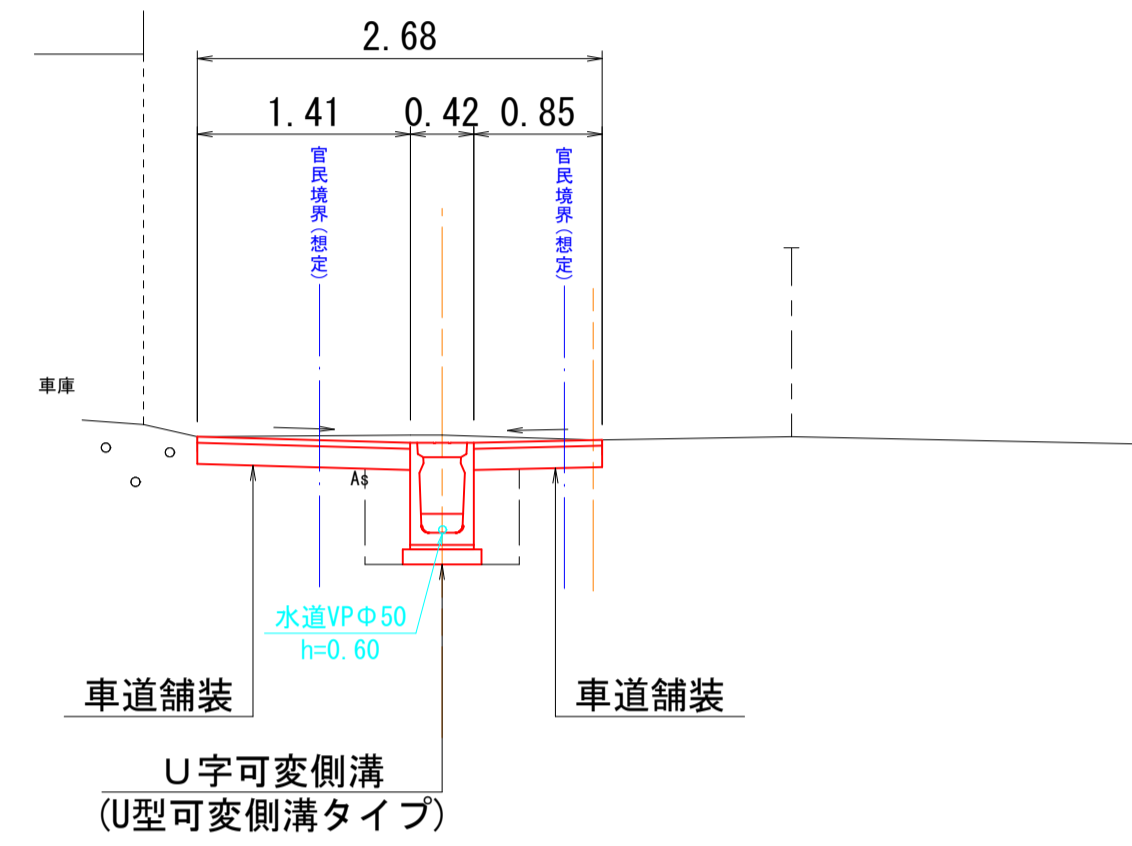 2.68
1.41
0.42
0.85
官民境界(想定)
官民境界(想定)
車庫
As
水道VPΦ50
h=0.60
車道舗装
車道舗装
U字可変側溝
(U型可変側溝タイプ)